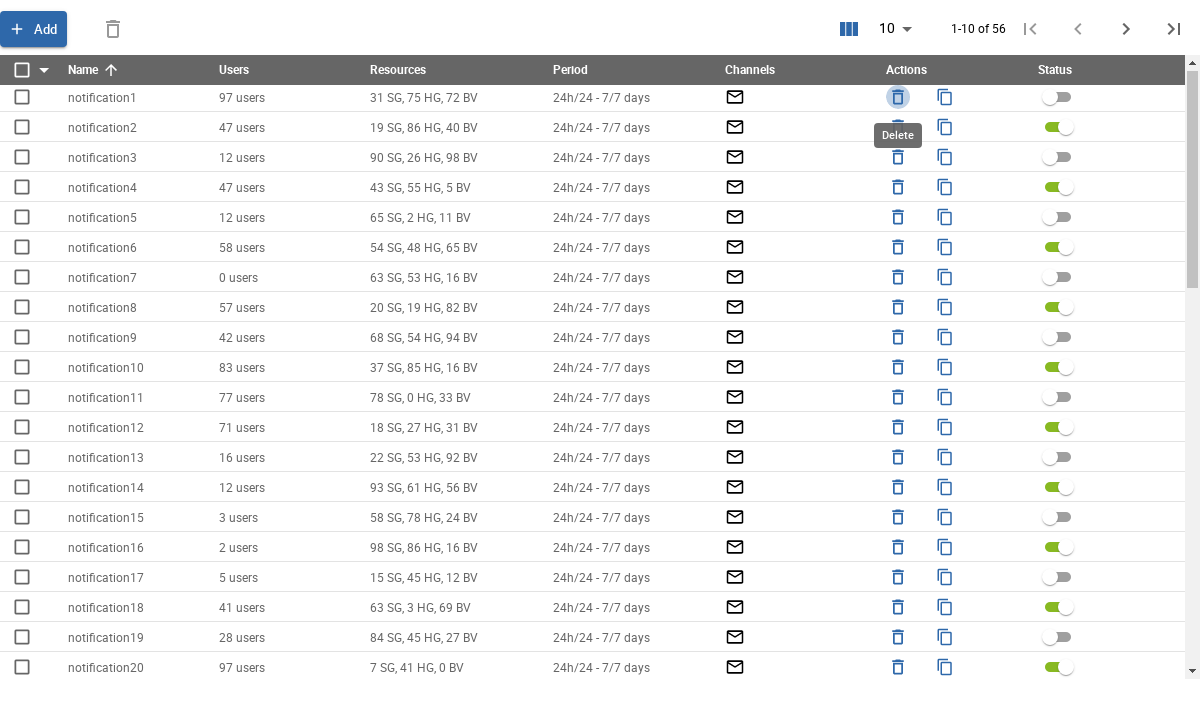 Add 10 1-10 of 56
Name Users Resources Period Channels Actions Status
notification1 97 users 31 SG, 75 HG, 72 BV 24h/24 - 7/7 days
notification2 47 users 19 SG, 86 HG, 40 BV 24h/24 - 7/7 days
Delete
notification3 12 users 90 SG, 26 HG, 98 BV 24h/24 - 7/7 days
notification4 47 users 43 SG, 55 HG, 5 BV 24h/24 - 7/7 days
notification5 12 users 65 SG, 2 HG, 11 BV 24h/24 - 7/7 days
notification6 58 users 54 SG, 48 HG, 65 BV 24h/24 - 7/7 days
notification7 0 users 63 SG, 53 HG, 16 BV 24h/24 - 7/7 days
notification8 57 users 20 SG, 19 HG, 82 BV 24h/24 - 7/7 days
notification9 42 users 68 SG, 54 HG, 94 BV 24h/24 - 7/7 days
notification10 83 users 37 SG, 85 HG, 16 BV 24h/24 - 7/7 days
notification11 77 users 78 SG, 0 HG, 33 BV 24h/24 - 7/7 days
notification12 71 users 18 SG, 27 HG, 31 BV 24h/24 - 7/7 days
notification13 16 users 22 SG, 53 HG, 92 BV 24h/24 - 7/7 days
notification14 12 users 93 SG, 61 HG, 56 BV 24h/24 - 7/7 days
notification15 3 users 58 SG, 78 HG, 24 BV 24h/24 - 7/7 days
notification16 2 users 98 SG, 86 HG, 16 BV 24h/24 - 7/7 days
notification17 5 users 15 SG, 45 HG, 12 BV 24h/24 - 7/7 days
notification18 41 users 63 SG, 3 HG, 69 BV 24h/24 - 7/7 days
notification19 28 users 84 SG, 45 HG, 27 BV 24h/24 - 7/7 days
notification20 97 users 7 SG, 41 HG, 0 BV 24h/24 - 7/7 days